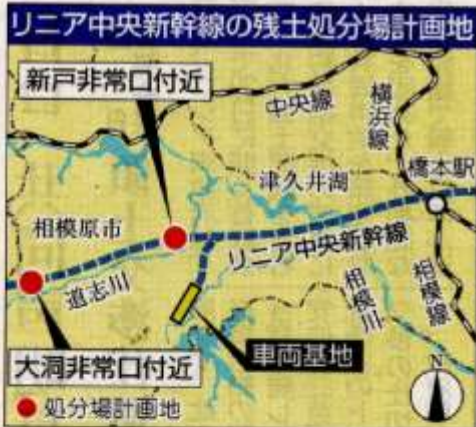 リニア中央新幹線の残土処分場計画地
新戸非常口付近
中央線
横浜線
津久井湖
橋本駅
相模原市
リニア中央新幹線
道志川
相模川
相模線
車両基地
大洞非常口付近
処分場計画地
N